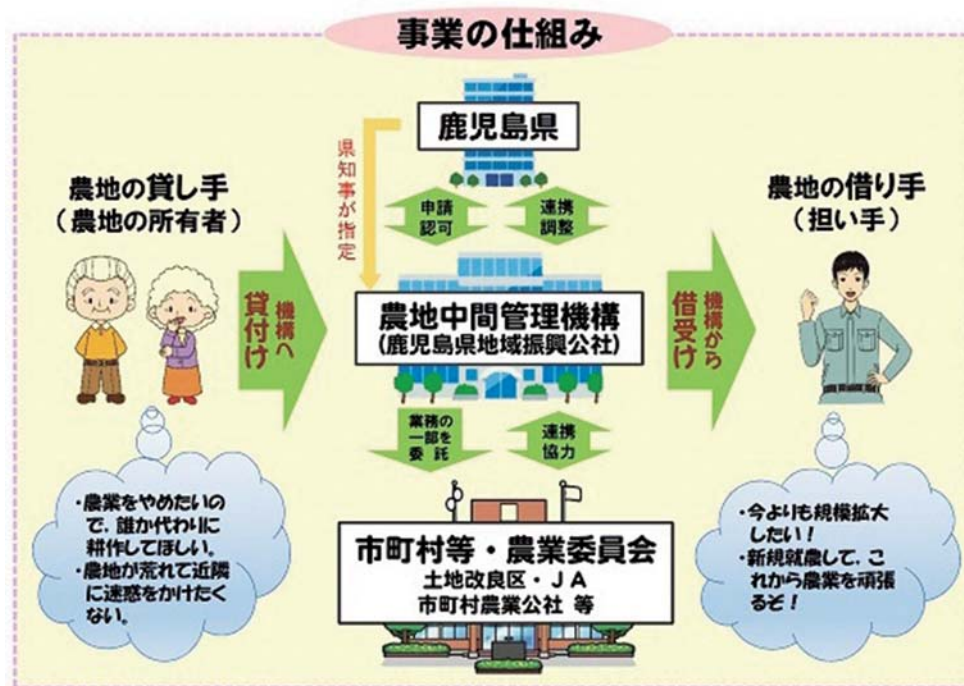 事業の仕組み
鹿児島県
県知事が指定
申請
認可
連携
調整
農地の貸し手
(農地の所有者)
機構へ
貸付け
農地中間管理機構
(鹿児島県地域振興公社)
機構から
借受け
農地の借り手
(担い手)
業務の
一部を
委託
連携
協力
市町村等・農業委員会
土地改良区・JA
市町村農業公社 等
・農業をやめたいの
で、誰か代わりに
耕作してほしい。
・農地が荒れて近隣
に迷惑をかけたく
ない。
・今よりも規模拡大
したい!
・新規就農して、こ
れから農業を頑張
るぞ!